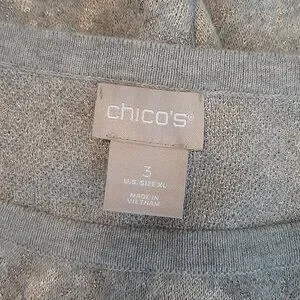 chico's®
3
U.S. SIZE XL
MADE IN
VIETNAM